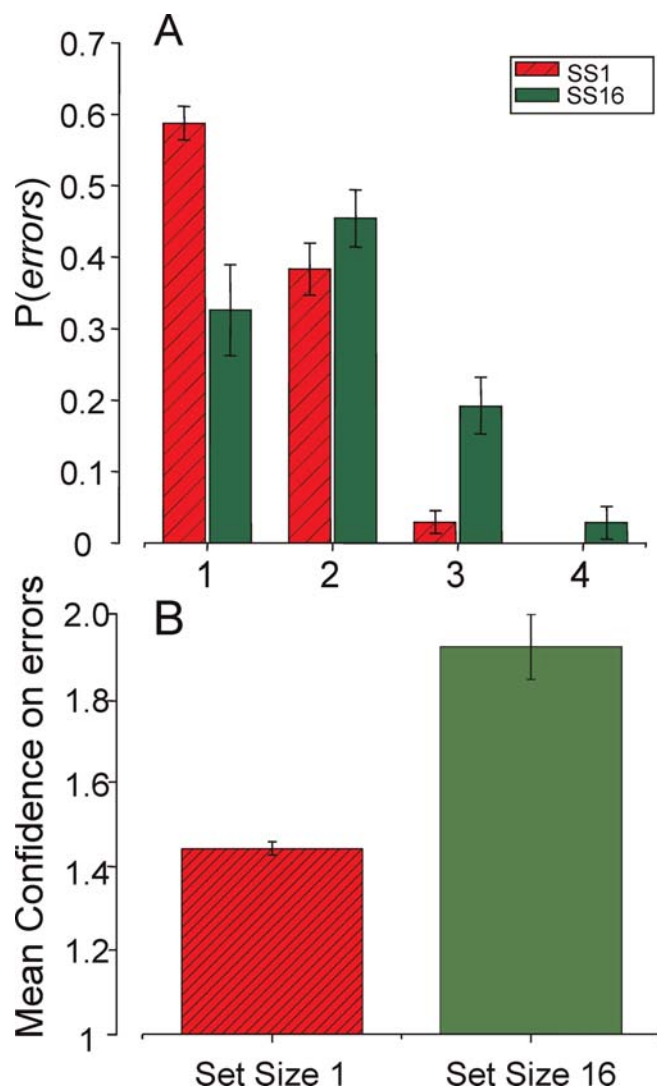 A
SS1
SS16
P(errors)
0.7
0.6
0.5
0.4
0.3
0.2
0.1
0
1 2 3 4
B
Mean Confidence on errors
2.0
1.8
1.6
1.4
1.2
1
Set Size 1 Set Size 16